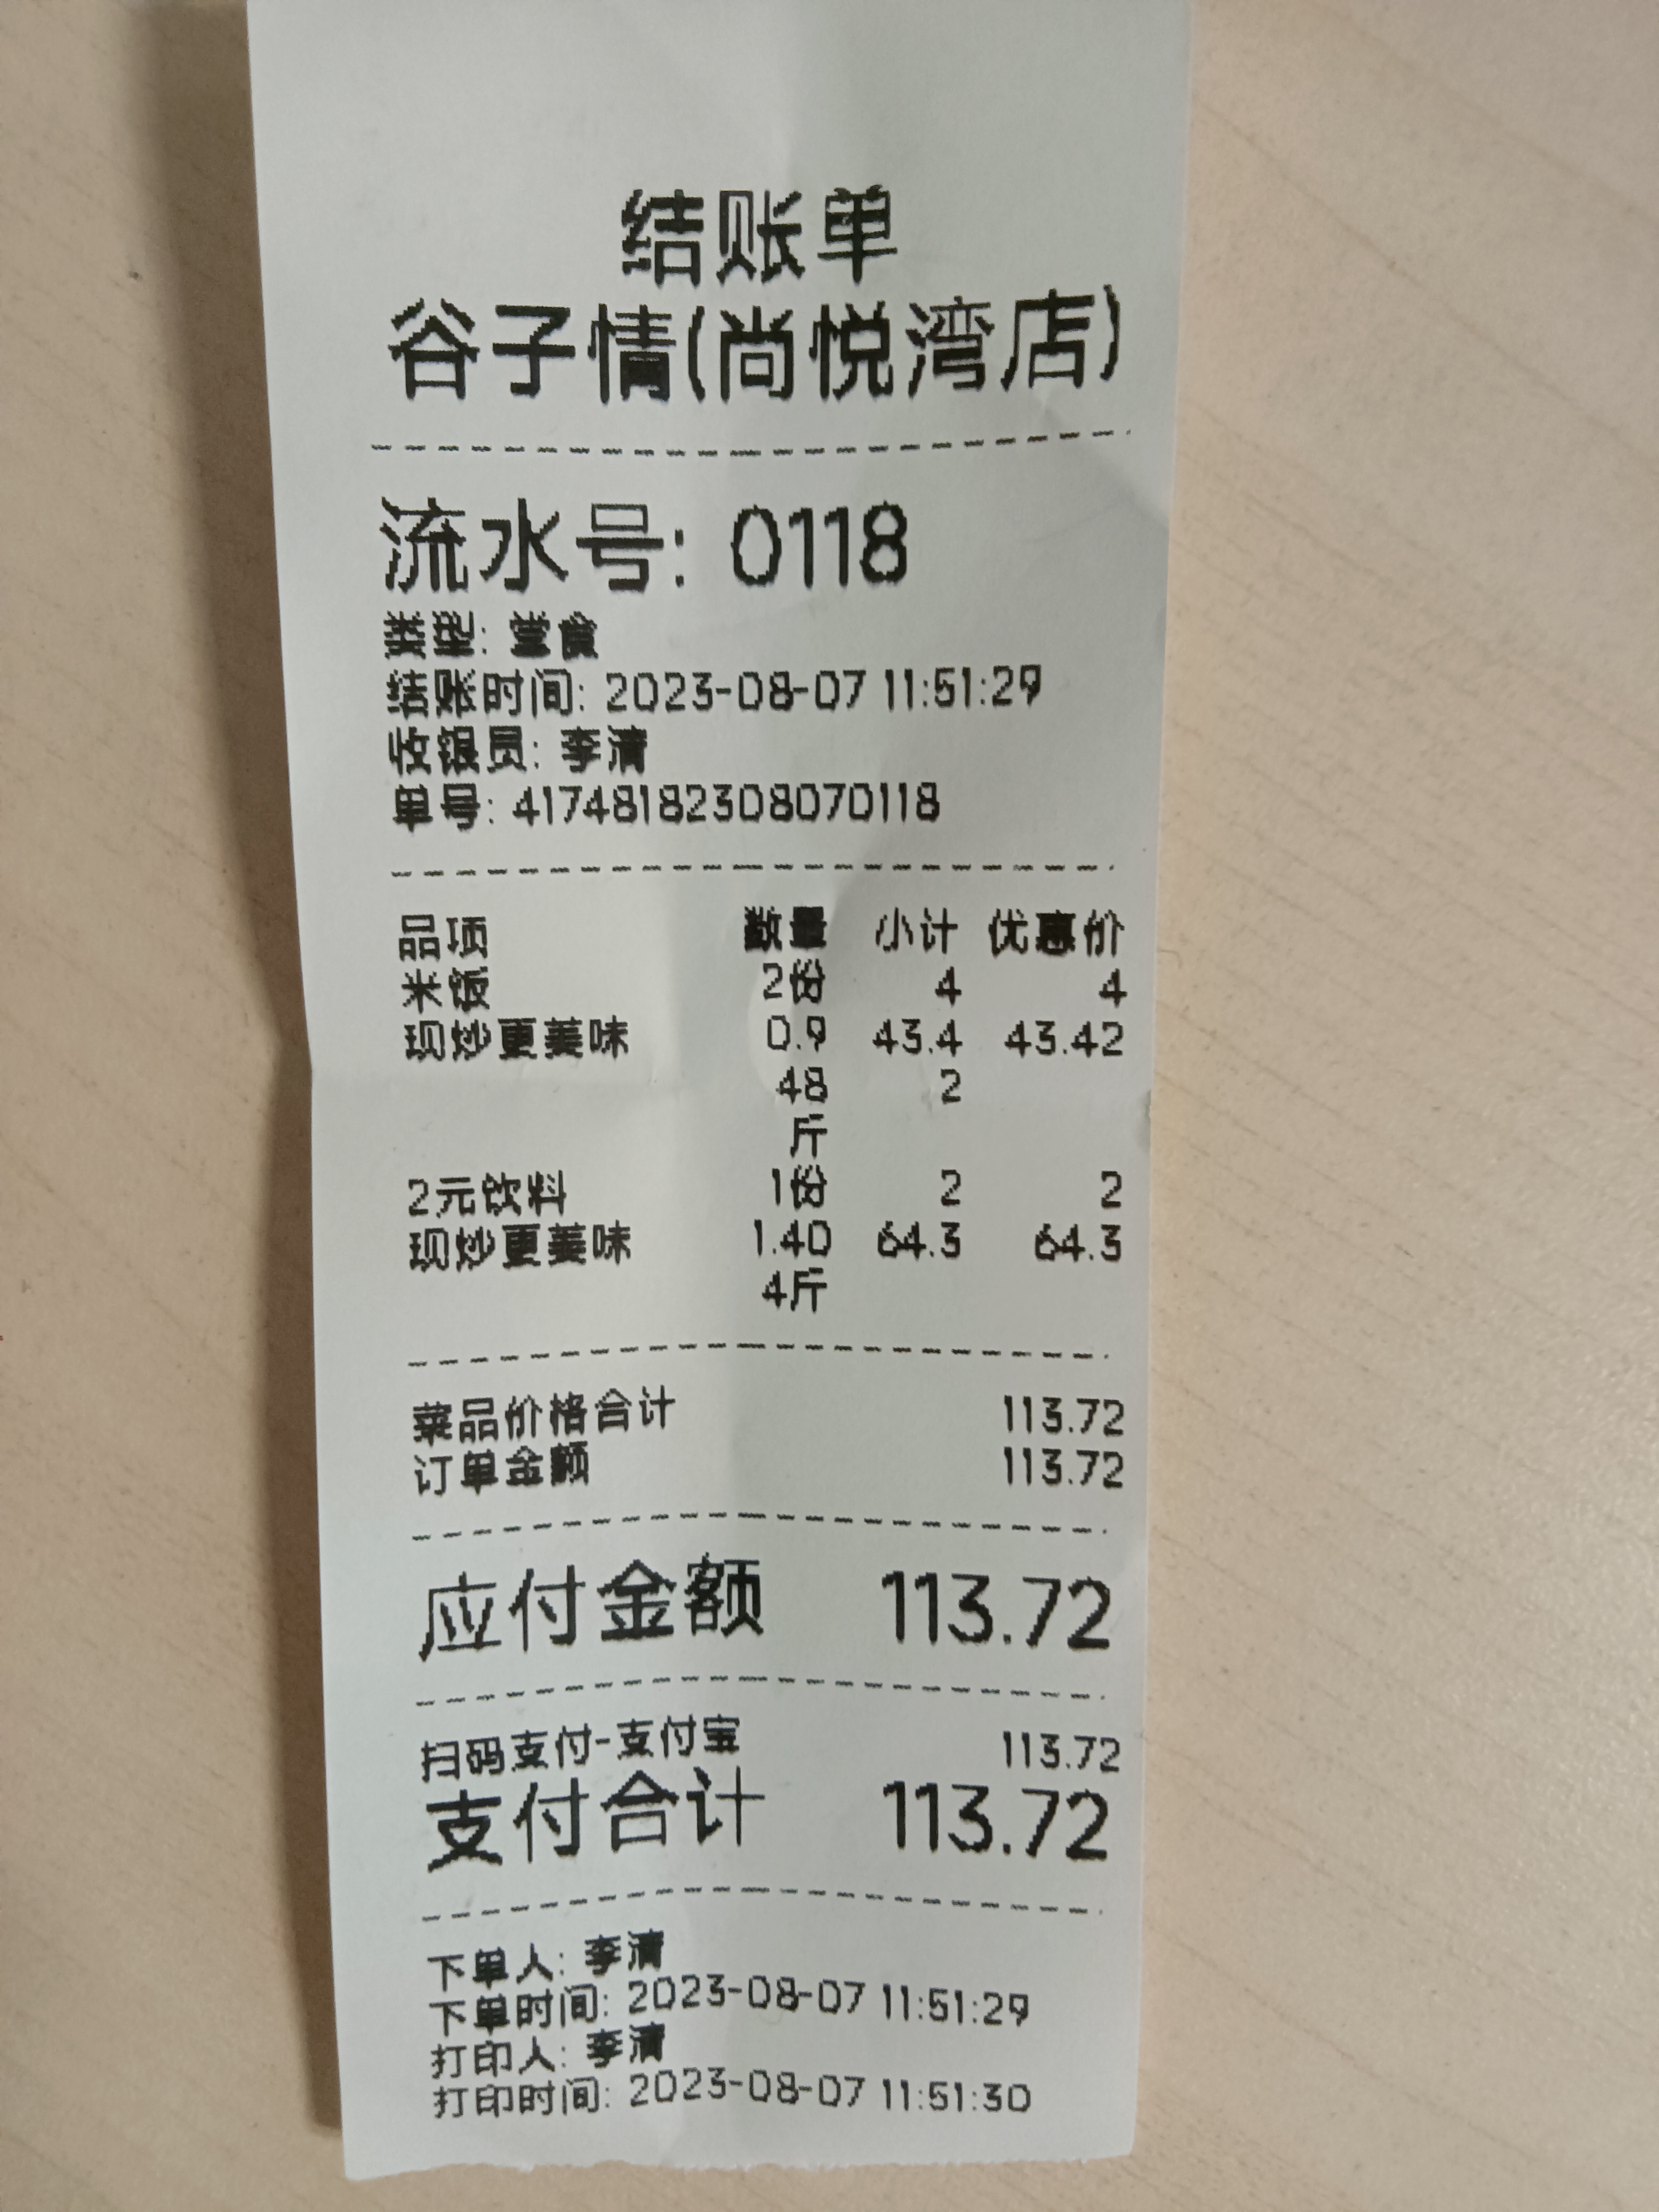 结账单
谷子情(尚悦湾店)
流水号: 0118
类型: 堂食
结账时间: 2023-08-07 11:51:29
收银员: 李清
单号: 41748182308070118
品项 数量 小计 优惠价
米饭 2份 4 4
现炒更美味 0.9 43.4 43.42
48 2
斤
2元饮料 1份 2 2
现炒更美味 1.40 64.3 64.3
4斤
菜品价格合计 113.72
订单金额 113.72
应付金额 113.72
扫码支付-支付宝 113.72
支付合计 113.72
下单人: 李清
下单时间: 2023-08-07 11:51:29
打印人: 李清
打印时间: 2023-08-07 11:51:30